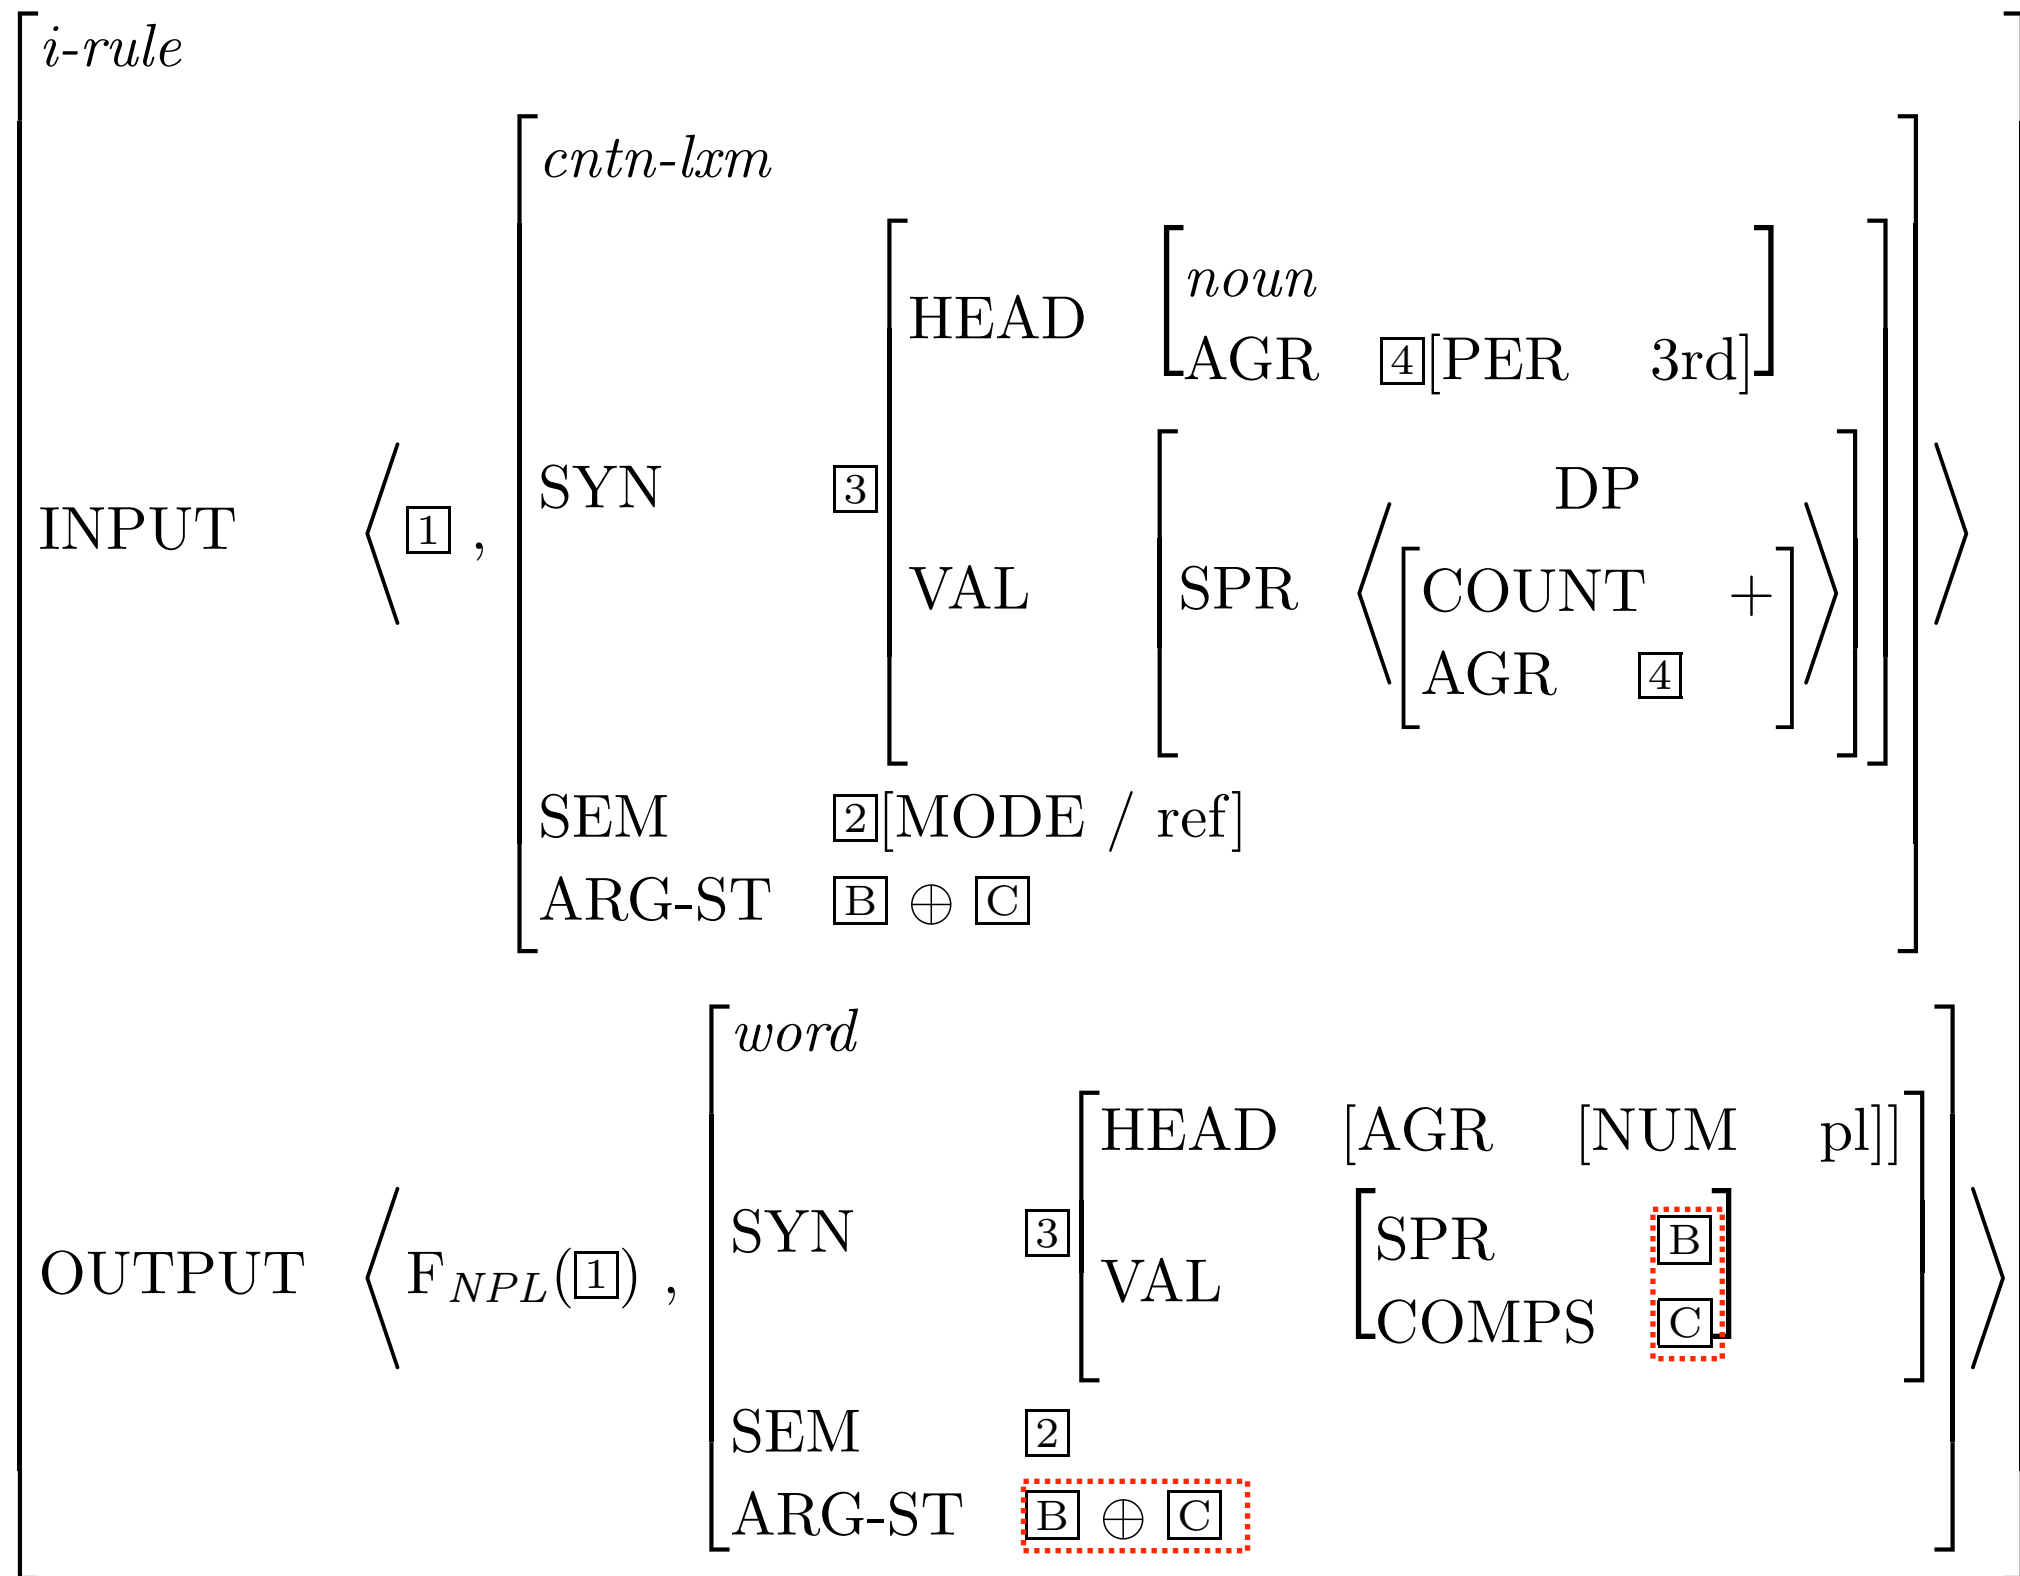 i-rule
cntn-lxm
noun
HEAD
AGR 4[PER 3rd]
SYN 3
DP
INPUT ⟨ 1 ,
VAL [SPR ⟨ [COUNT +
AGR 4] ⟩ ] ⟩
SEM 2[MODE / ref]
ARG-ST B ⊕ C
word
HEAD [AGR [NUM pl]]
SYN 3
SPR B
OUTPUT ⟨ F_NPL(1) ,
VAL
COMPS C
SEM 2
ARG-ST B ⊕ C